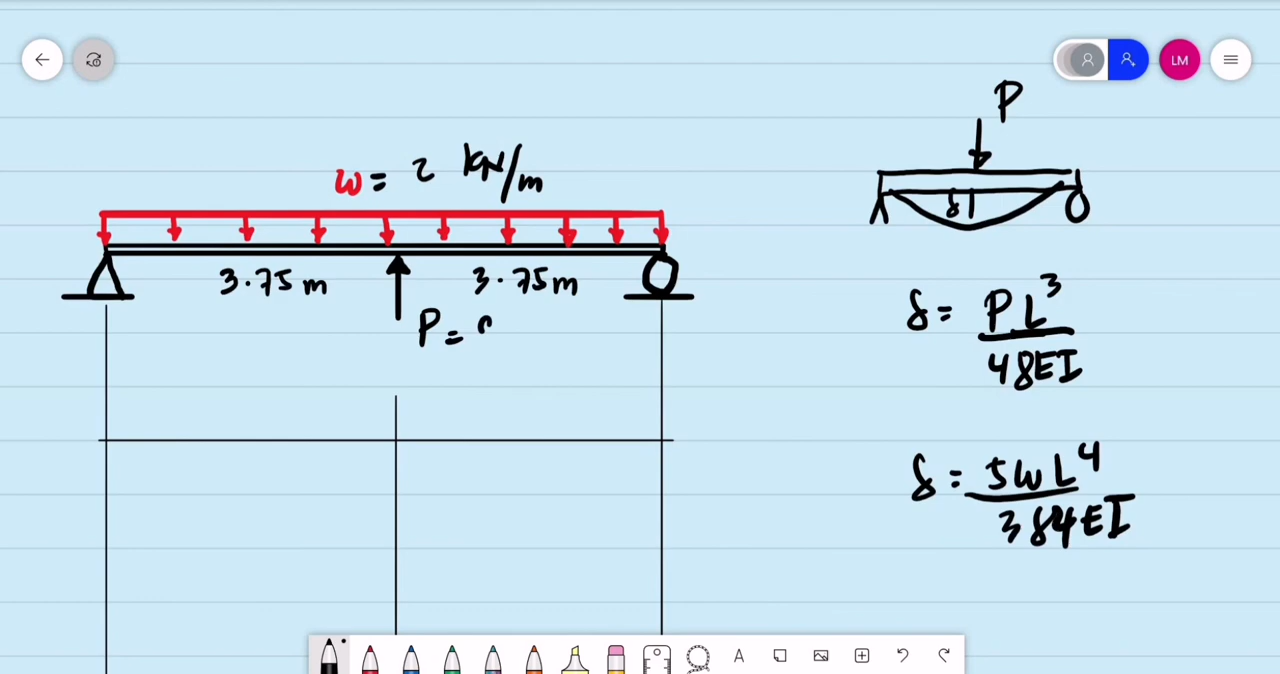 LM
P
w = 2 kN/m
δ
3.75 m 3.75 m
P =
δ = PL³
48EI
δ = 5wL⁴
384EI
A